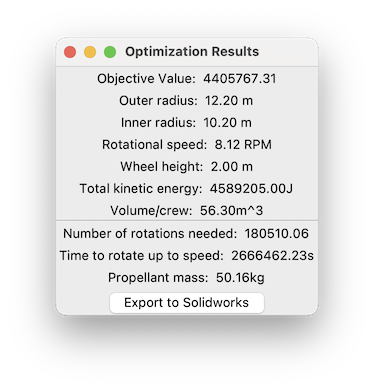 Optimization Results
Objective Value: 4405767.31
Outer radius: 12.20 m
Inner radius: 10.20 m
Rotational speed: 8.12 RPM
Wheel height: 2.00 m
Total kinetic energy: 4589205.00J
Volume/crew: 56.30m^3
Number of rotations needed: 180510.06
Time to rotate up to speed: 2666462.23s
Propellant mass: 50.16kg
Export to Solidworks